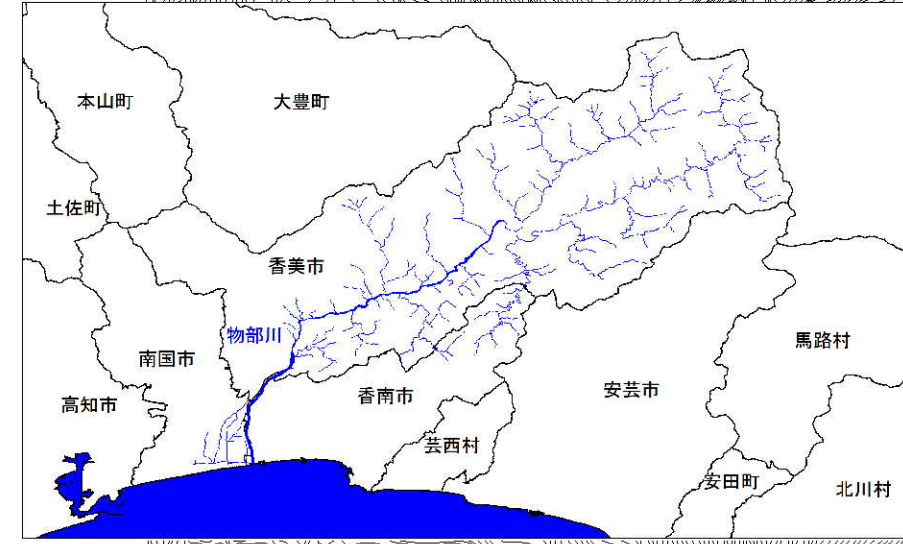 本山町
大豊町
土佐町
香美市
物部川
南国市
馬路村
高知市
香南市
安芸市
芸西村
安田町
北川村